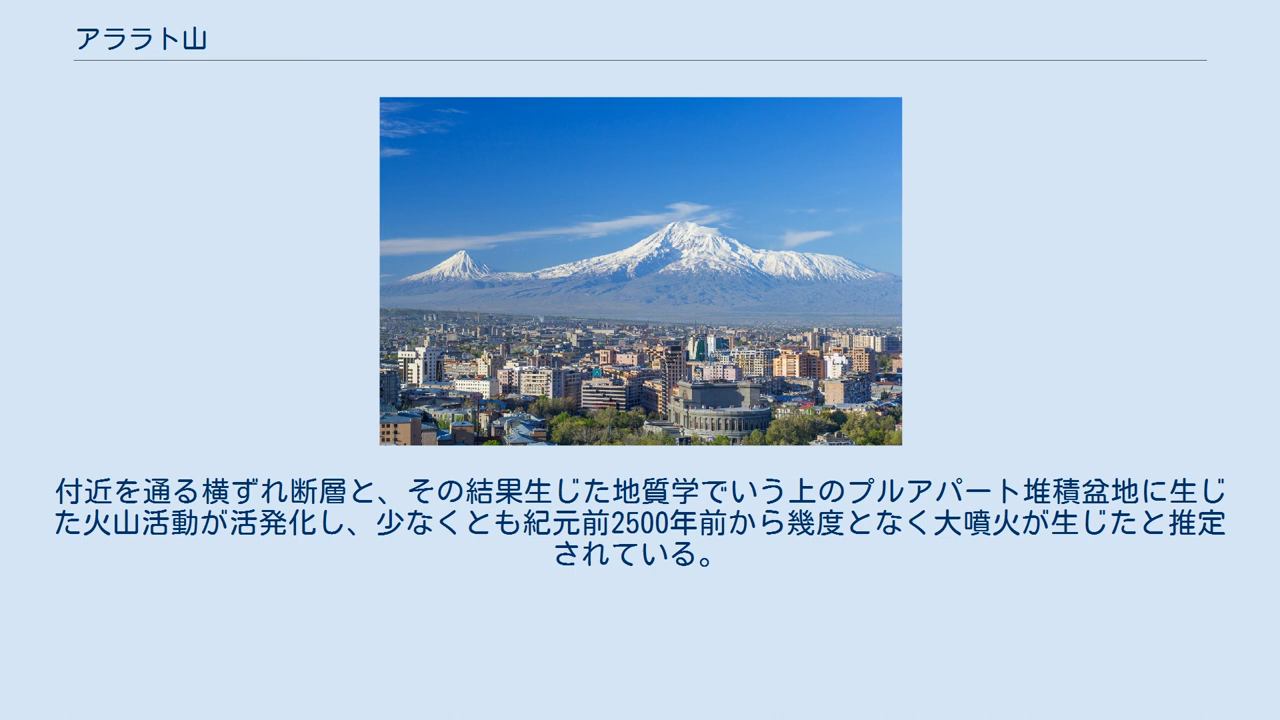 アララト山
付近を通る横ずれ断層と、その結果生じた地質学でいう上のプルアパート堆積盆地に生じ
た火山活動が活発化し、少なくとも紀元前2500年前から幾度となく大噴火が生じたと推定
されている。